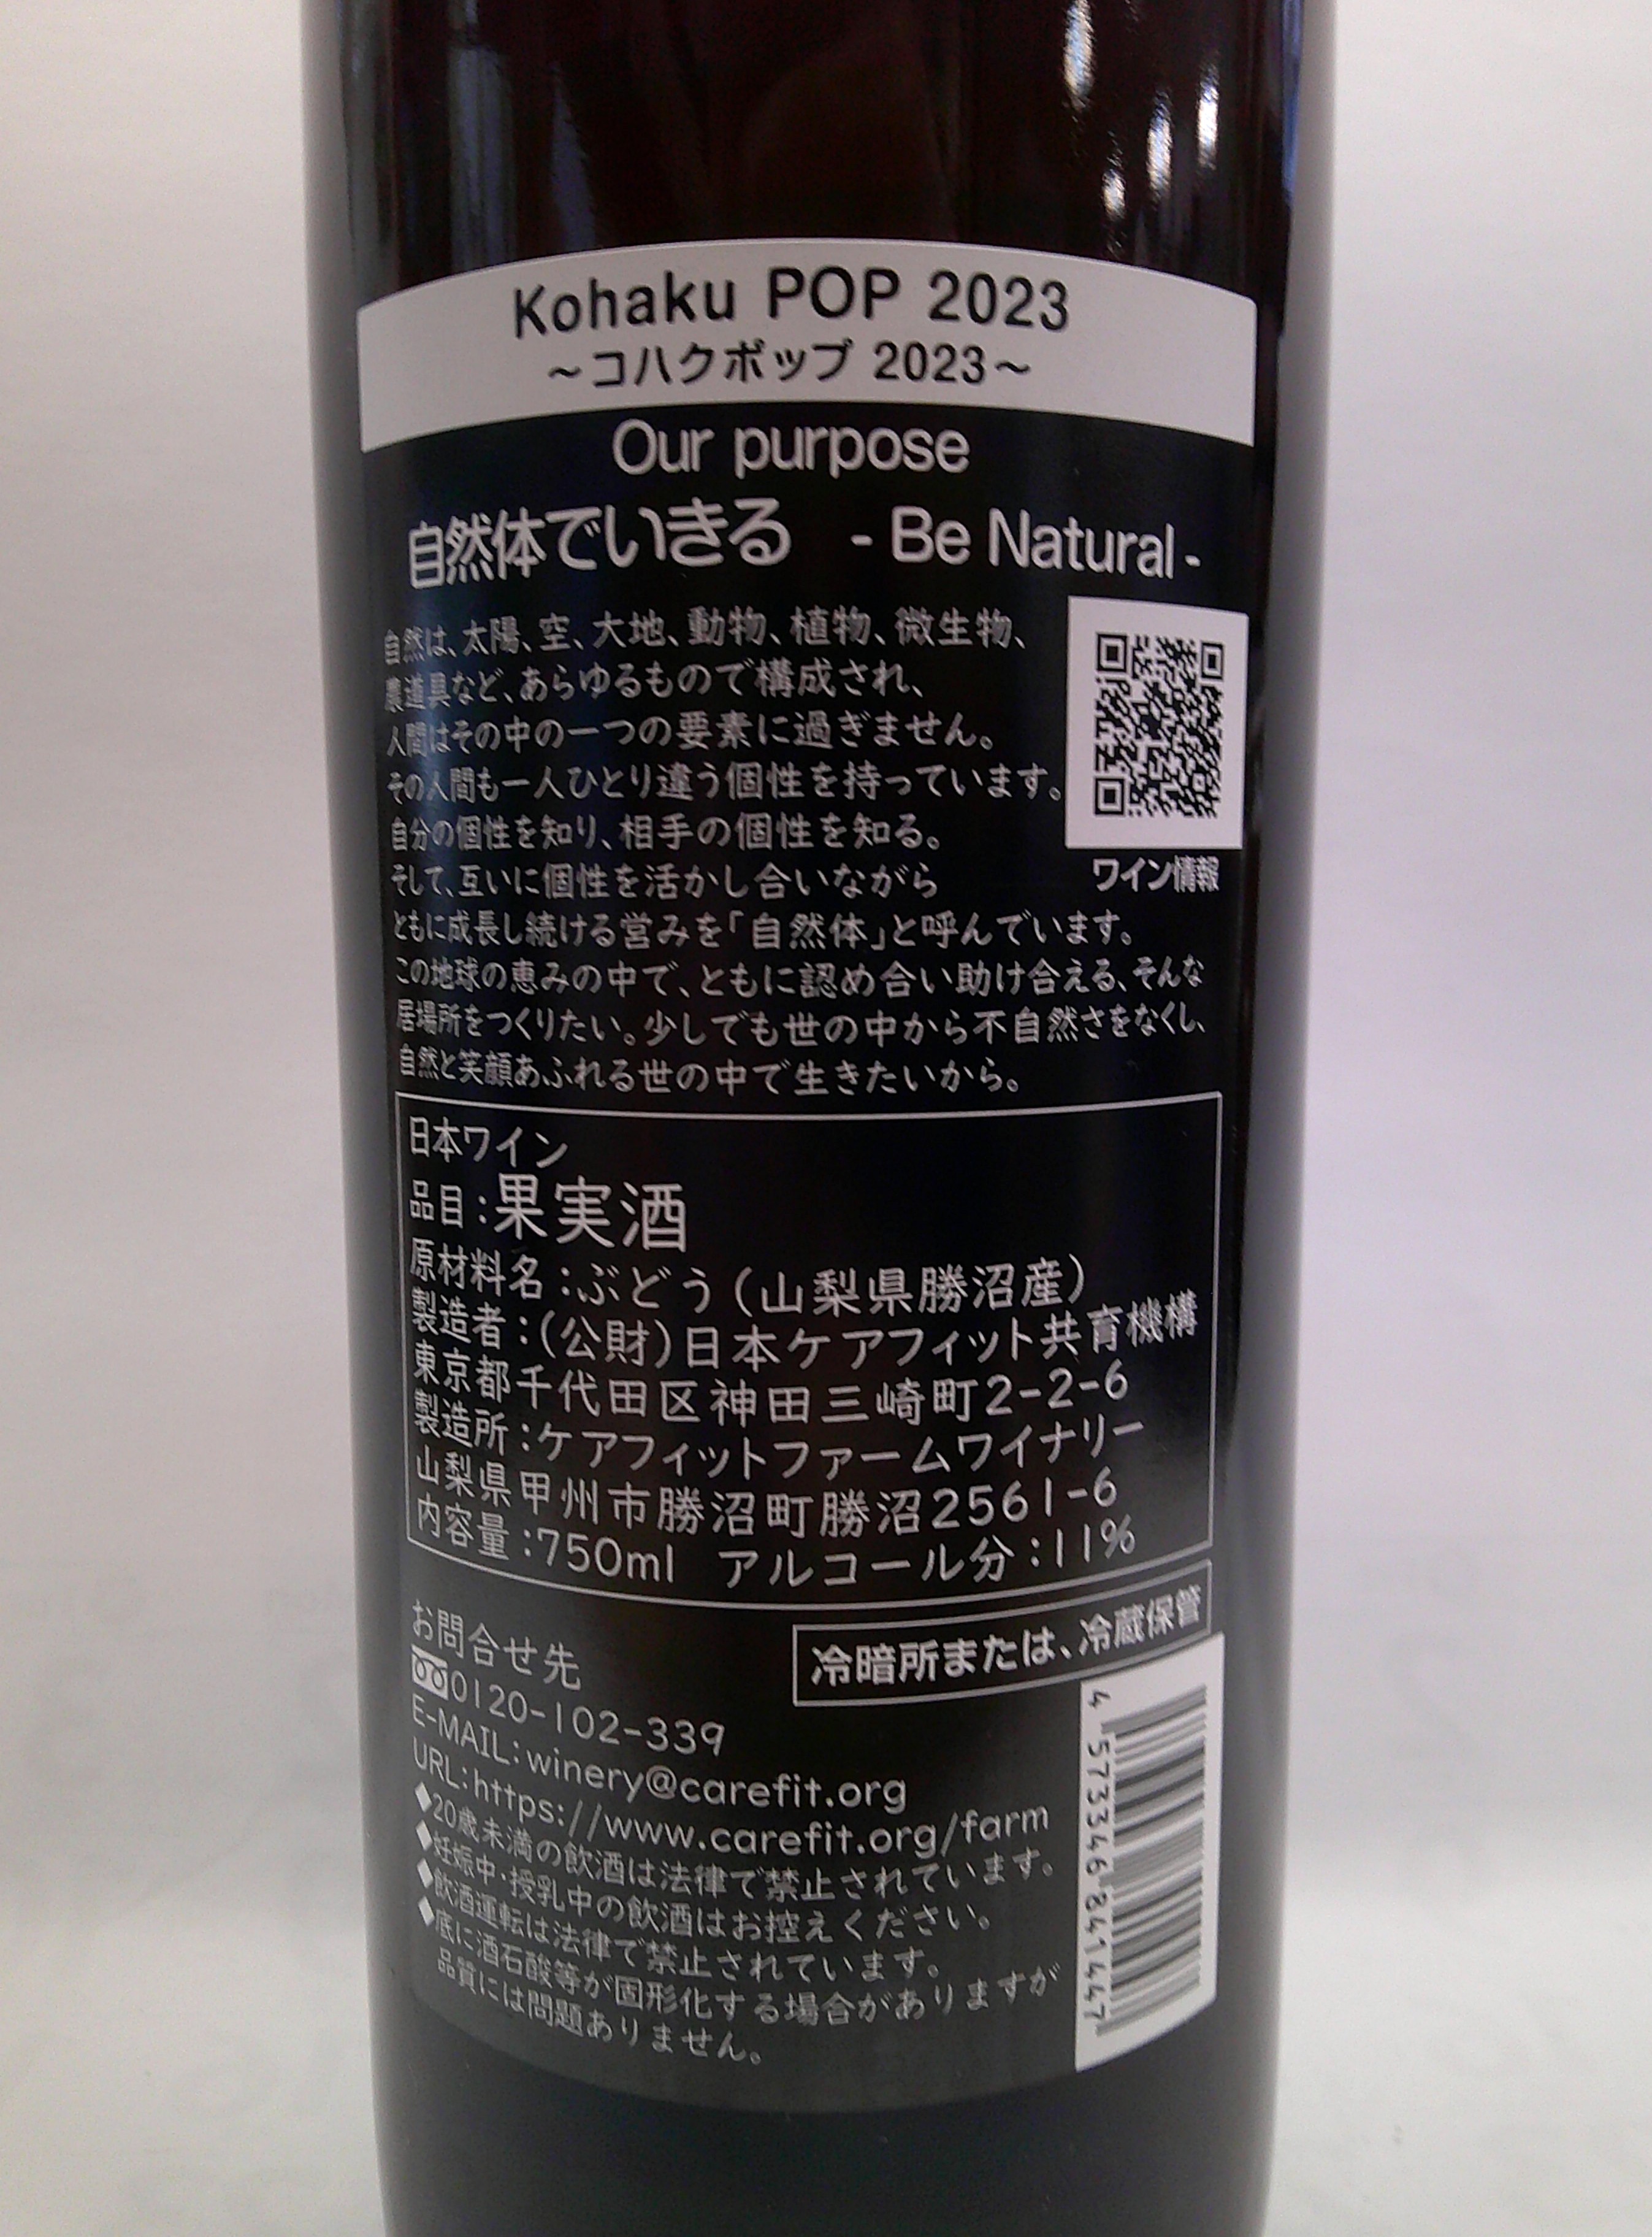 Kohaku POP 2023
～コハクポップ 2023～
Our purpose
自然体でいきる - Be Natural -
自然は、太陽、空、大地、動物、植物、微生物、
農道具など、あらゆるもので構成され、
人間はその中の一つの要素に過ぎません。
その人間も一人ひとり違う個性を持っています。
自分の個性を知り、相手の個性を知る。
そして、互いに個性を活かし合いながら
ともに成長し続ける営みを「自然体」と呼んでいます。
この地球の恵みの中で、ともに認め合い助け合える、そんな
居場所をつくりたい。少しでも世の中から不自然さをなくし、
自然と笑顔あふれる世の中で生きたいから。
ワイン情報
日本ワイン
品目:果実酒
原材料名:ぶどう(山梨県勝沼産)
製造者:(公財)日本ケアフィット共育機構
東京都千代田区神田三崎町2-2-6
製造所:ケアフィットファームワイナリー
山梨県甲州市勝沼町勝沼2561-6
内容量:750ml アルコール分:11%
冷暗所または、冷蔵保管
お問合せ先
0120-102-339
E-MAIL:winery@carefit.org
URL:https://www.carefit.org/farm
◆20歳未満の飲酒は法律で禁止されています。
◆妊娠中・授乳中の飲酒はお控えください。
◆飲酒運転は法律で禁止されています。
◆底に酒石酸等が固形化する場合がありますが
品質には問題ありません。
4 573346 841447